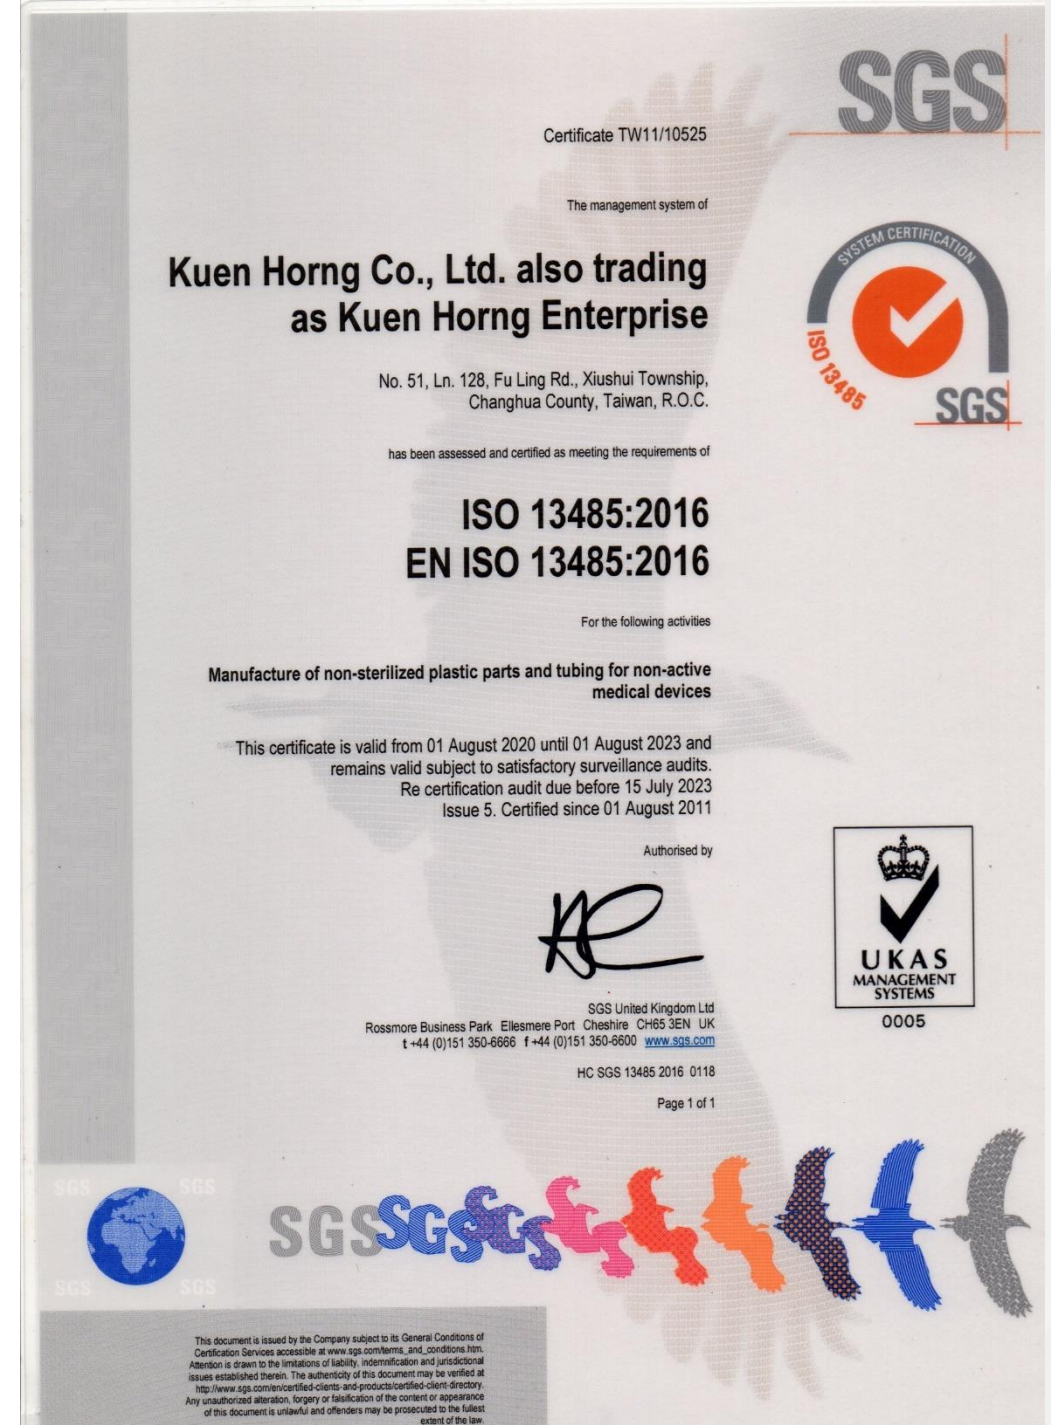 SGS
Certificate TW11/10525
The management system of
Kuen Horng Co., Ltd. also trading
as Kuen Horng Enterprise
SYSTEM CERTIFICATION
ISO 13485
SGS
No. 51, Ln. 128, Fu Ling Rd., Xiushui Township,
Changhua County, Taiwan, R.O.C.
has been assessed and certified as meeting the requirements of
ISO 13485:2016
EN ISO 13485:2016
For the following activities
Manufacture of non-sterilized plastic parts and tubing for non-active
medical devices
This certificate is valid from 01 August 2020 until 01 August 2023 and
remains valid subject to satisfactory surveillance audits.
Re certification audit due before 15 July 2023
Issue 5. Certified since 01 August 2011
Authorised by
UKAS
MANAGEMENT
SYSTEMS
0005
SGS United Kingdom Ltd
Rossmore Business Park Ellesmere Port Cheshire CH65 3EN UK
t +44 (0)151 350-6666 f +44 (0)151 350-6600 www.sgs.com
HC SGS 13485 2016 0118
Page 1 of 1
SGS SGS
SGS SGS
SGS SGS SGS
This document is issued by the Company subject to its General Conditions of
Certification Services accessible at www.sgs.com/terms_and_conditions.htm.
Attention is drawn to the limitations of liability, indemnification and jurisdictional
issues established therein. The authenticity of this document may be verified at
http://www.sgs.com/en/certified-clients-and-products/certified-client-directory.
Any unauthorized alteration, forgery or falsification of the content or appearance
of this document is unlawful and offenders may be prosecuted to the fullest
extent of the law.